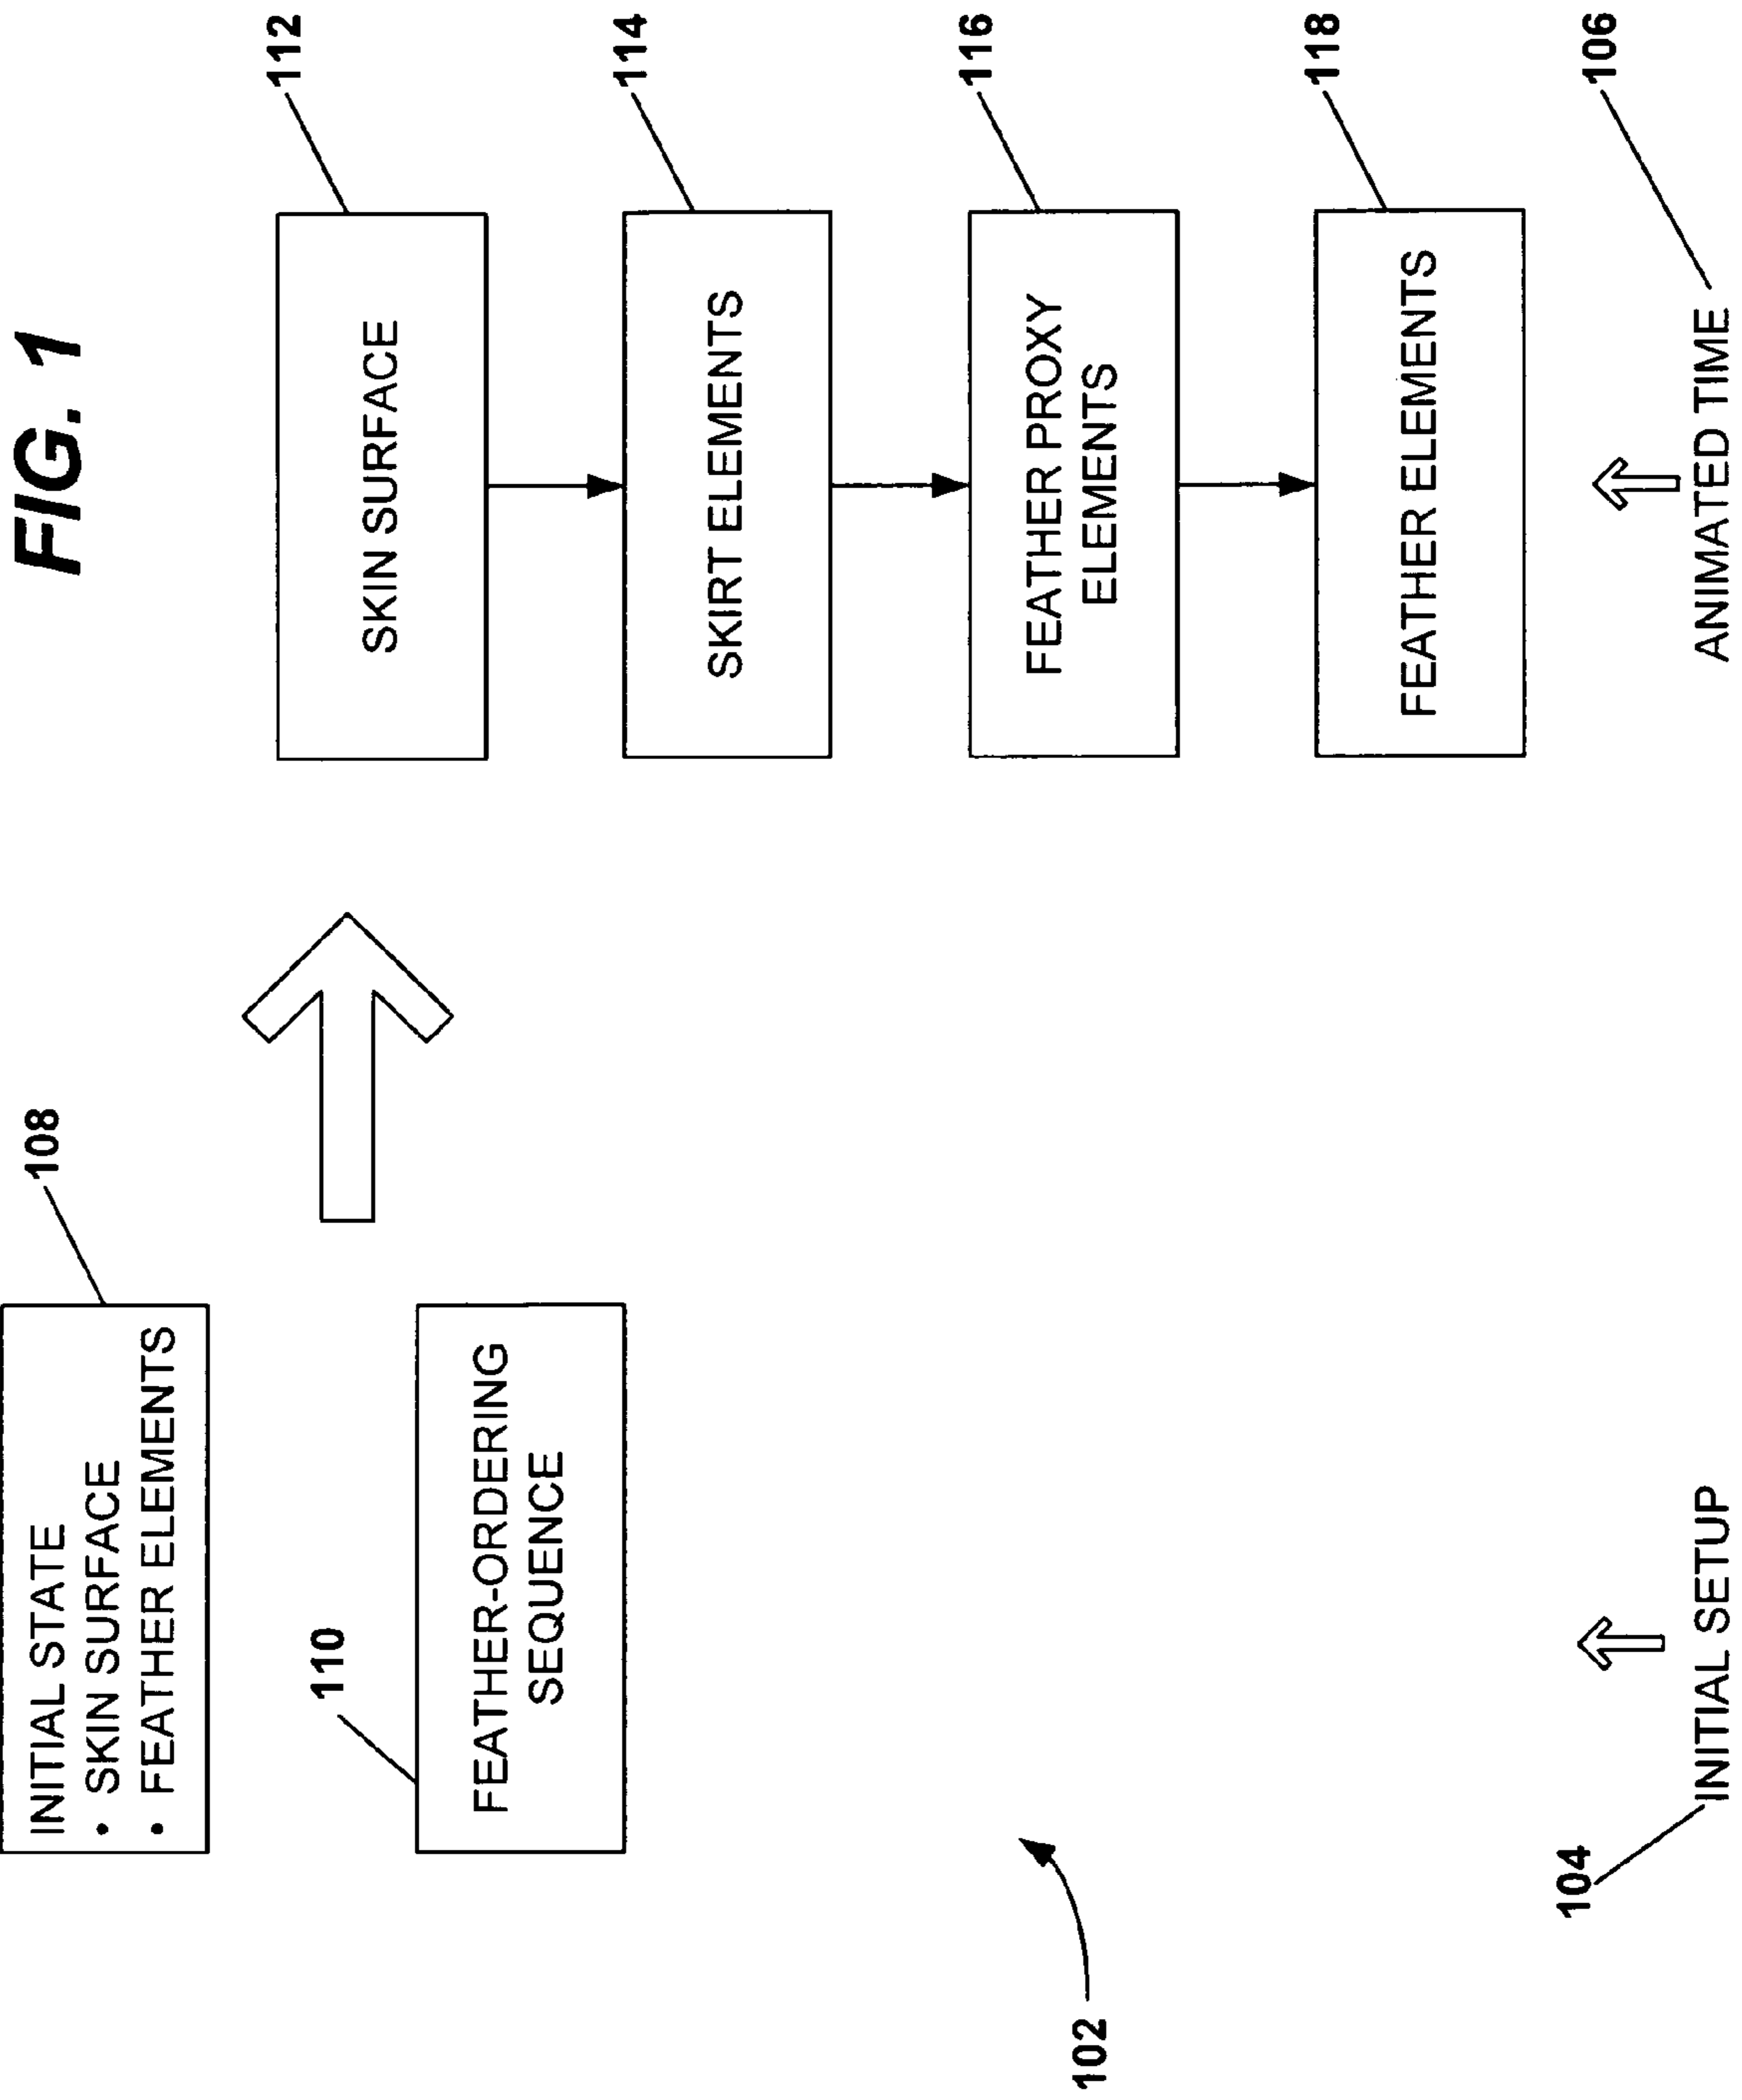 FIG. 1
108
INITIAL STATE
• SKIN SURFACE
• FEATHER ELEMENTS
110
FEATHER-ORDERING
SEQUENCE
102
104
INITIAL SETUP
112
SKIN SURFACE
114
SKIRT ELEMENTS
116
FEATHER PROXY
ELEMENTS
118
FEATHER ELEMENTS
106
ANIMATED TIME